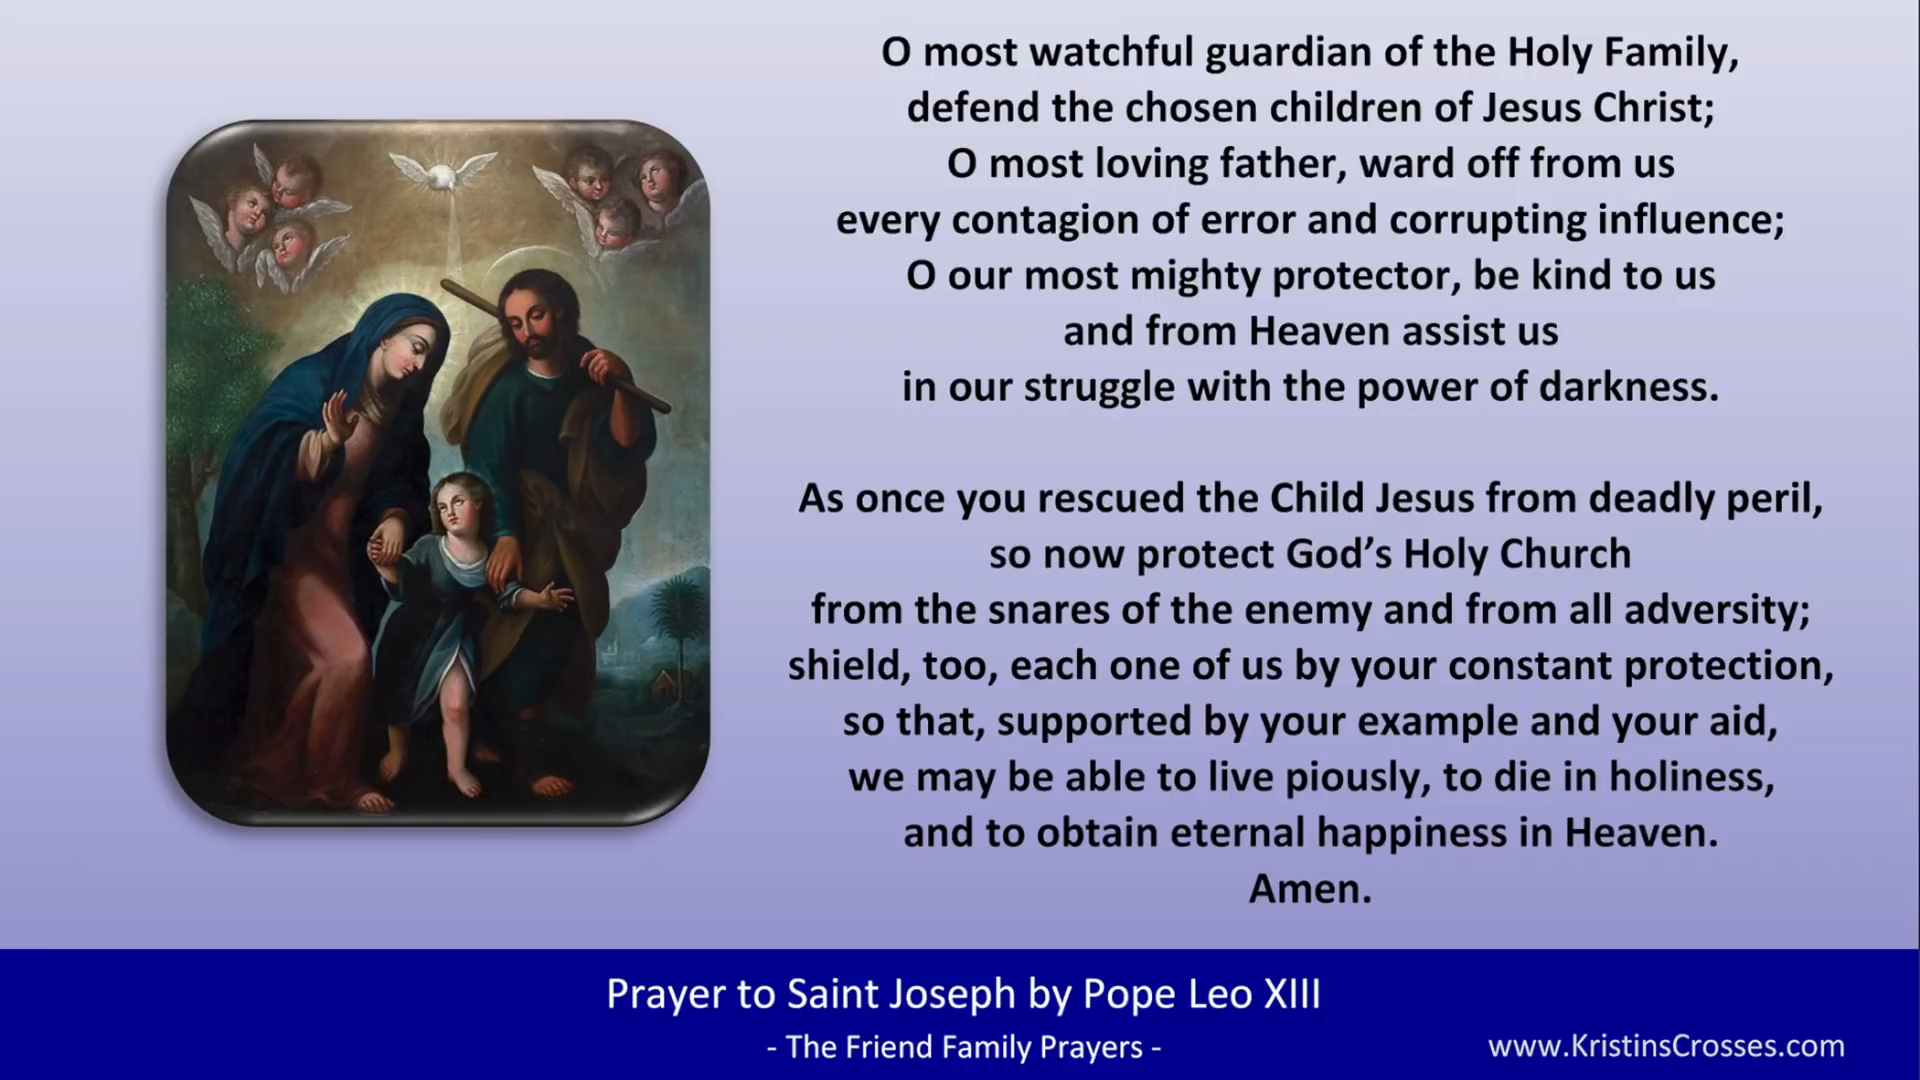 O most watchful guardian of the Holy Family,
defend the chosen children of Jesus Christ;
O most loving father, ward off from us
every contagion of error and corrupting influence;
O our most mighty protector, be kind to us
and from Heaven assist us
in our struggle with the power of darkness.
As once you rescued the Child Jesus from deadly peril,
so now protect God’s Holy Church
from the snares of the enemy and from all adversity;
shield, too, each one of us by your constant protection,
so that, supported by your example and your aid,
we may be able to live piously, to die in holiness,
and to obtain eternal happiness in Heaven.
Amen.
Prayer to Saint Joseph by Pope Leo XIII
- The Friend Family Prayers -
www.KristinsCrosses.com